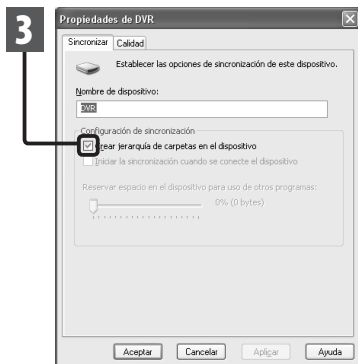 3
Propiedades de DVR
Sincronizar Calidad
Establecer las opciones de sincronización de este dispositivo.
Nombre de dispositivo:
DVR
Configuración de sincronización
Crear jerarquía de carpetas en el dispositivo
Iniciar la sincronización cuando se conecte el dispositivo
Reservar espacio en el dispositivo para uso de otros programas:
0% (0 bytes)
Aceptar Cancelar Aplicar Ayuda